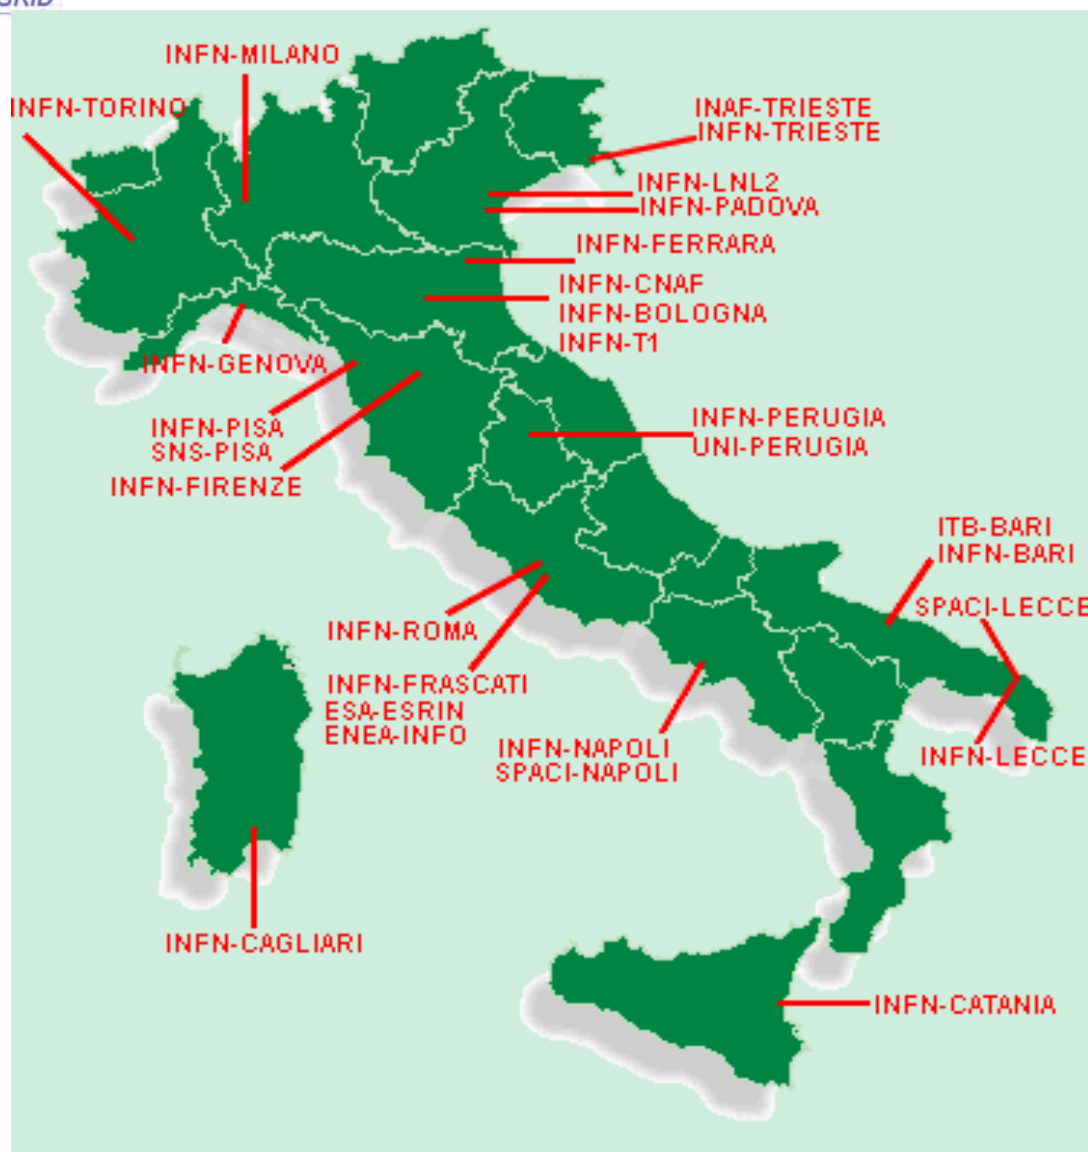 GRID
INFN-MILANO
INFN-TORINO
INAF-TRIESTE
INFN-TRIESTE
INFN-LNL2
INFN-PADOVA
INFN-FERRARA
INFN-CNAF
INFN-BOLOGNA
INFN-T1
INFN-GENOVA
INFN-PISA
SNS-PISA
INFN-FIRENZE
INFN-PERUGIA
UNI-PERUGIA
ITB-BARI
INFN-BARI
SPACI-LECCE
INFN-ROMA
INFN-FRASCATI
ESA-ESRIN
ENEA-INFO
INFN-NAPOLI
SPACI-NAPOLI
INFN-LECCE
INFN-CAGLIARI
INFN-CATANIA